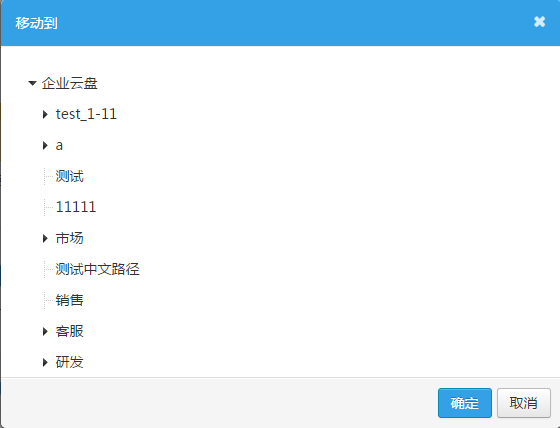 移动到
企业云盘
test_1-11
a
测试
11111
市场
测试中文路径
销售
客服
研发
确定 取消